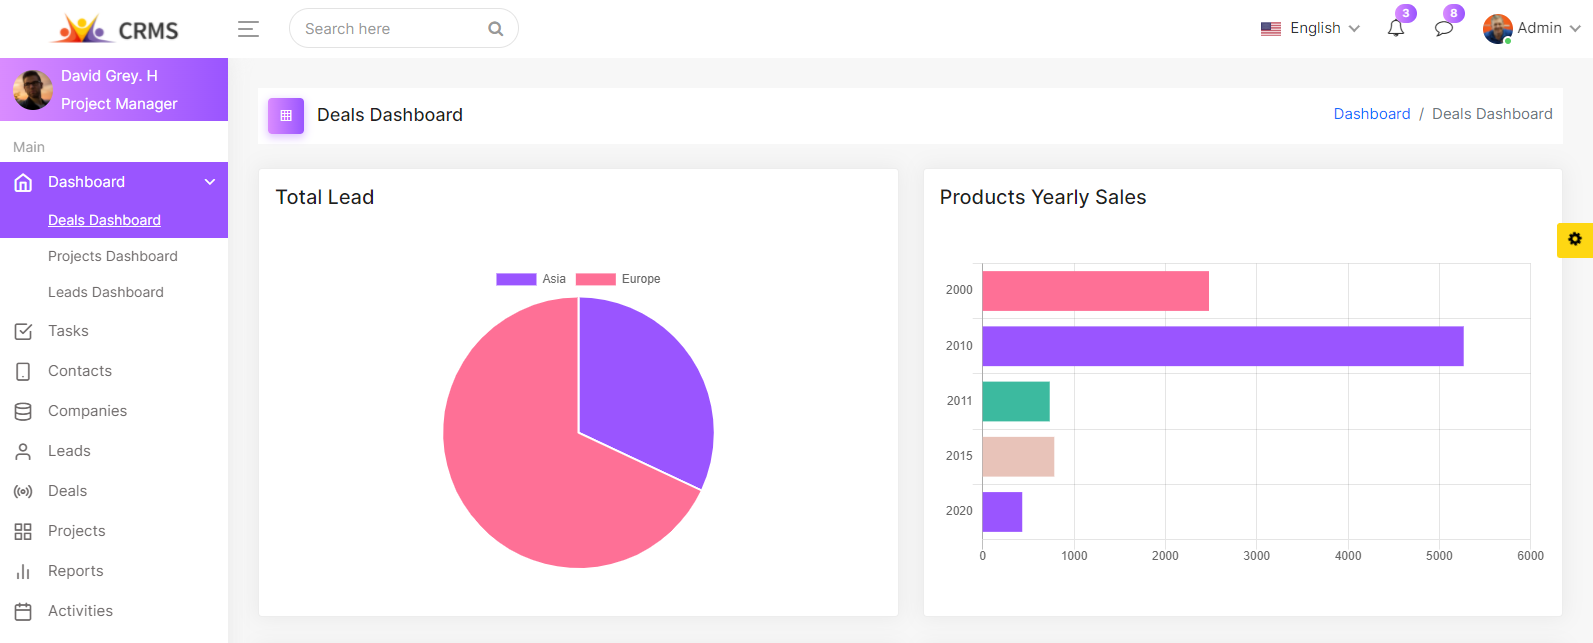 CRMS
Search here
English
3
8
Admin
David Grey. H
Project Manager
Main
Dashboard
Deals Dashboard
Projects Dashboard
Leads Dashboard
Tasks
Contacts
Companies
Leads
Deals
Projects
Reports
Activities
Deals Dashboard
Dashboard / Deals Dashboard
Total Lead
Asia Europe
Products Yearly Sales
2000
2010
2011
2015
2020
0 1000 2000 3000 4000 5000 6000